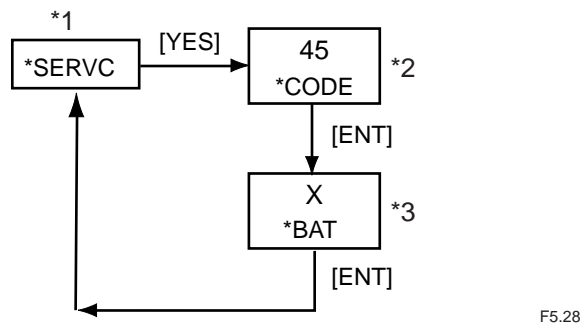 *1
*SERVC
[YES]
45
*CODE
*2
[ENT]
X
*BAT
*3
[ENT]
F5.28